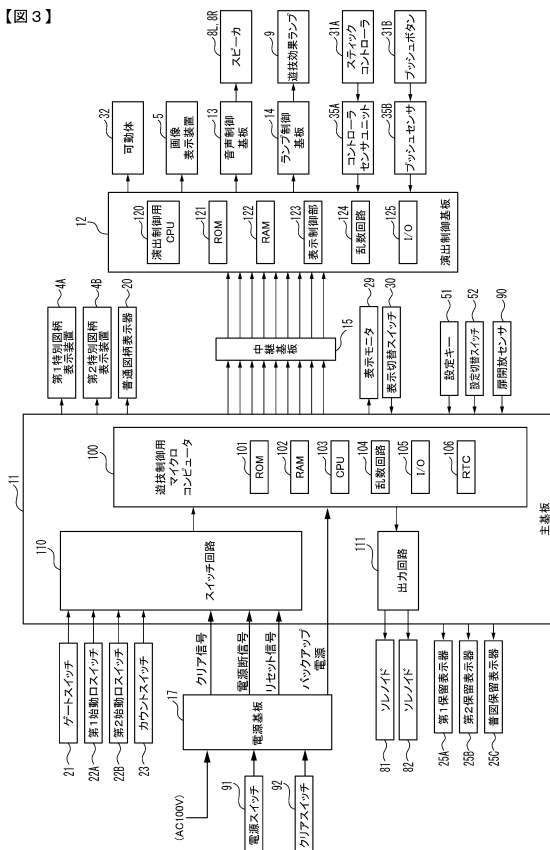 【図３】
8L, 8R
スピーカ
9
遊技効果ランプ
31A
スティック
コントローラ
31B
プッシュボタン
32
可動体
5
画像
表示装置
13
音声制御
基板
14
ランプ制御
基板
35A
コントローラ
センサユニット
35B
プッシュセンサ
12
120
演出制御用
CPU
121
ROM
122
RAM
123
表示制御部
124
乱数回路
125
I/O
演出制御基板
4A
第1特別図柄
表示装置
4B
第2特別図柄
表示装置
20
普通図柄表示器
15
中継基板
29
表示モニタ
30
表示切替スイッチ
51
設定キー
52
設定切替スイッチ
90
扉開放センサ
11
100
遊技制御用
マイクロ
コンピュータ
101
ROM
102
RAM
103
CPU
104
乱数回路
105
I/O
106
RTC
主基板
110
スイッチ回路
111
出力回路
クリア信号
電源断信号
リセット信号
バックアップ
電源
21
ゲートスイッチ
22A
第1始動口スイッチ
22B
第2始動口スイッチ
23
カウントスイッチ
17
電源基板
(AC100V)
91
電源スイッチ
92
クリアスイッチ
81
ソレノイド
82
ソレノイド
25A
第1保留表示器
25B
第2保留表示器
25C
普図保留表示器